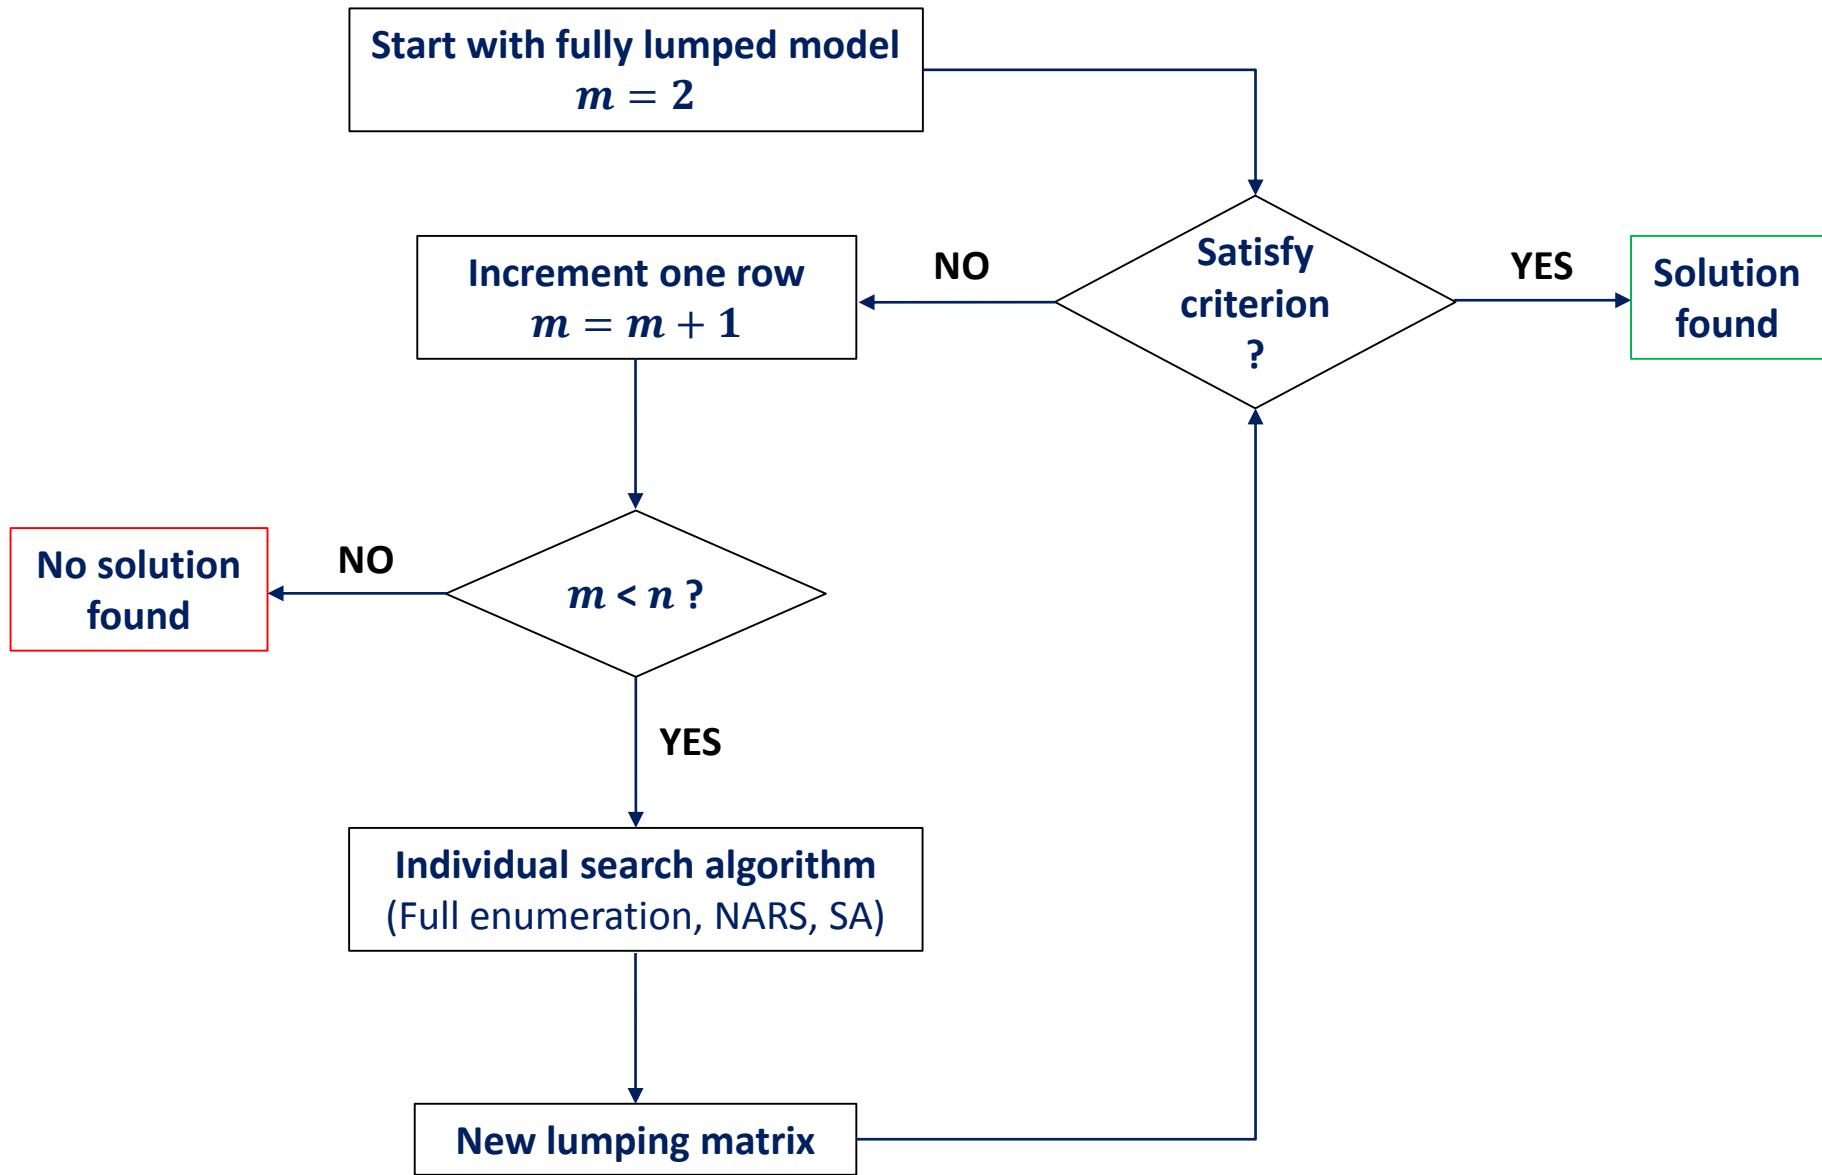 Start with fully lumped model
m = 2
Increment one row
m = m + 1
NO
Satisfy
criterion
?
YES
Solution
found
No solution
found
NO
m < n ?
YES
Individual search algorithm
(Full enumeration, NARS, SA)
New lumping matrix